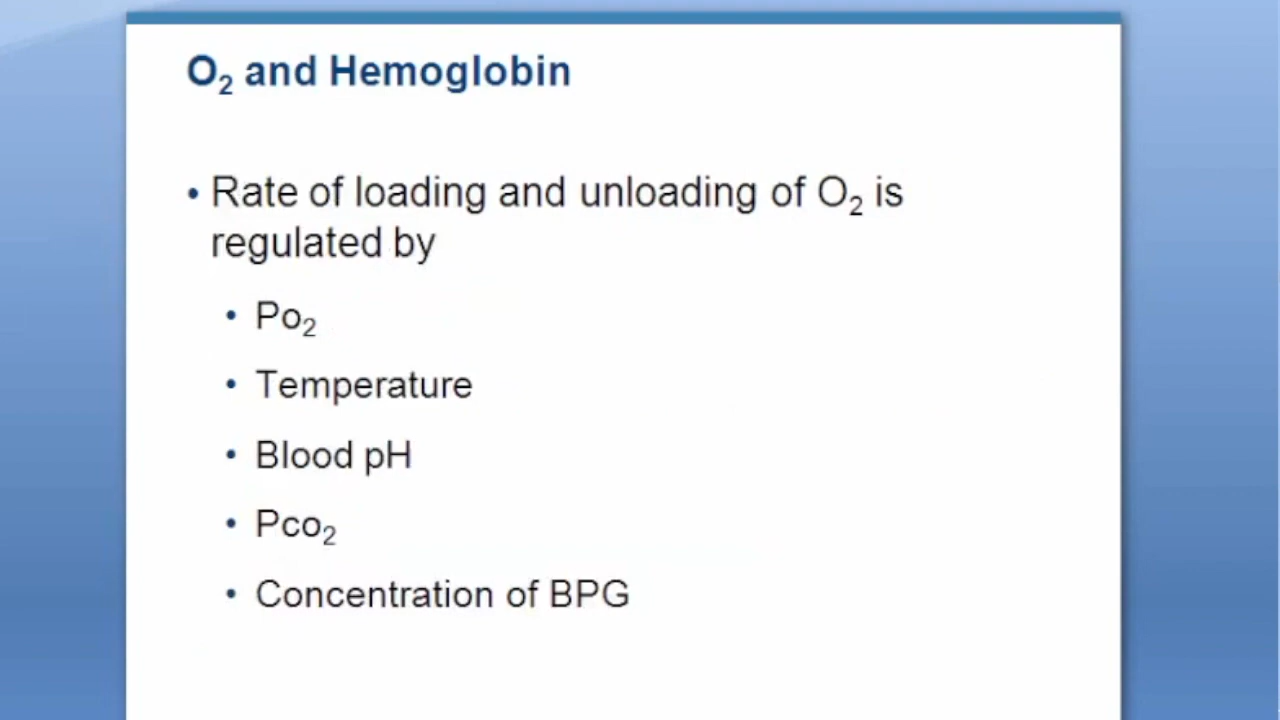 O₂ and Hemoglobin
• Rate of loading and unloading of O₂ is
regulated by
• Po₂
• Temperature
• Blood pH
• Pco₂
• Concentration of BPG